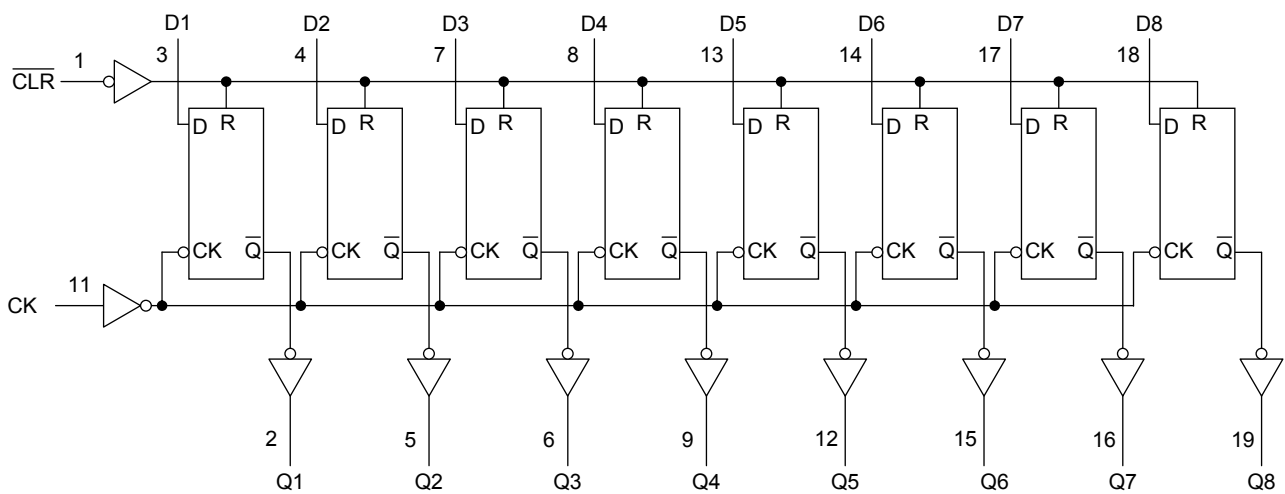 D1 D2 D3 D4 D5 D6 D7 D8
3 4 7 8 13 14 17 18
CLR 1
D R D R D R D R D R D R D R D R
CK Q CK Q CK Q CK Q CK Q CK Q CK Q CK Q
CK 11
2 5 6 9 12 15 16 19
Q1 Q2 Q3 Q4 Q5 Q6 Q7 Q8